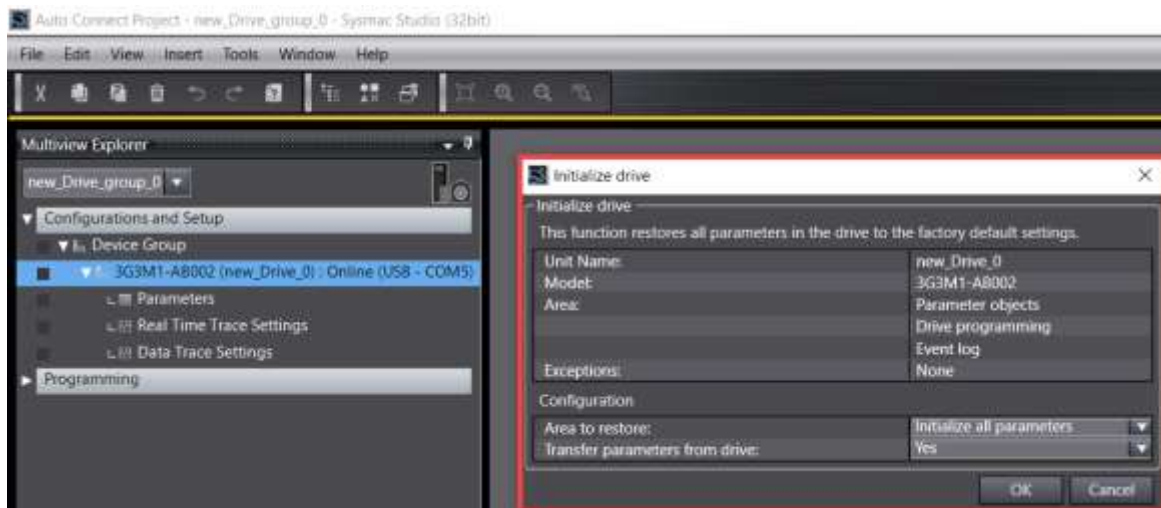 Auto Connect Project - new_Drive_group_0 - Sysmac Studio (32bit)
File Edit View Insert Tools Window Help
Multiview Explorer
new_Drive_group_0
Configurations and Setup
Device Group
3G3M1-AB002 (new_Drive_0) : Online (USB - COM5)
Parameters
Real Time Trace Settings
Data Trace Settings
Programming
Initialize drive
Initialize drive
This function restores all parameters in the drive to the factory default settings.
Unit Name: new_Drive_0
Model: 3G3M1-AB002
Area: Parameter objects
Drive programming
Event log
Exceptions: None
Configuration
Area to restore: Initialize all parameters
Transfer parameters from drive: Yes
OK Cancel